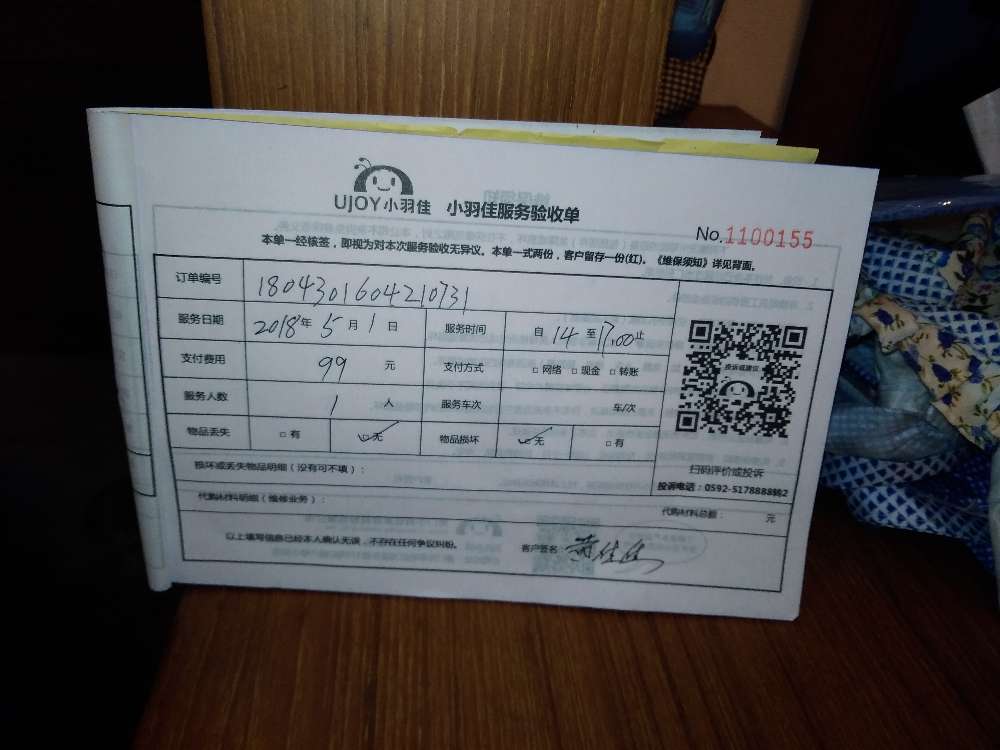 UJOY小羽佳 小羽佳服务验收单
No.1100155
本单一经核签，即视为对本次服务验收无异议。本单一式两份，客户留存一份(红)。《维保须知》详见背面。
订单编号 1804301604210731
服务日期 2018年5月1日 服务时间 自14至17:00止
支付费用 99 元 支付方式 □网络 □现金 □转账
服务人数 1 人 服务车次 车/次
物品丢失 □有 ☑无 物品损坏 ☑无 □有
投诉或建议
扫码评价或投诉
投诉电话：0592-5178888转2
损坏或丢失物品明细（没有可不填）：
代购材料明细（维修业务）： 代购材料总额： 元
以上填写信息已经本人确认无误，不存在任何争议纠纷。 客户签名：